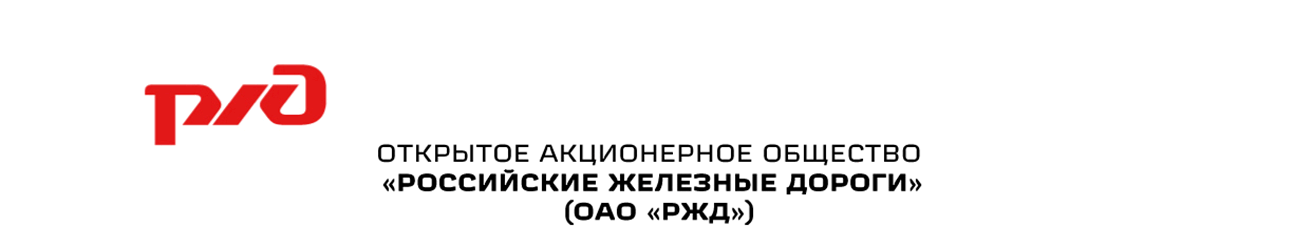 РЖД
ОТКРЫТОЕ АКЦИОНЕРНОЕ ОБЩЕСТВО
«РОССИЙСКИЕ ЖЕЛЕЗНЫЕ ДОРОГИ»
(ОАО «РЖД»)